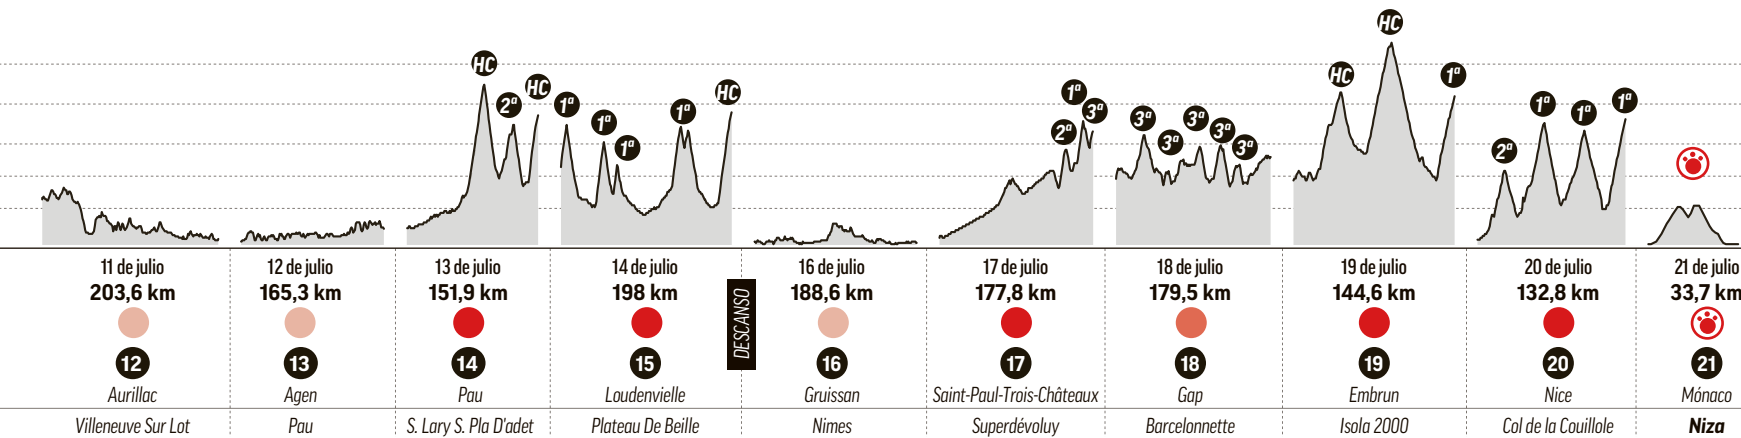 HC
HC
2ª
HC
1ª
1ª
1ª
1ª
HC
2ª
1ª
3ª
3ª
3ª
3ª
3ª
3ª
HC
HC
1ª
2ª
1ª
1ª
1ª
11 de julio
203,6 km
12
Aurillac
Villeneuve Sur Lot
12 de julio
165,3 km
13
Agen
Pau
13 de julio
151,9 km
14
Pau
S. Lary S. Pla D'adet
14 de julio
198 km
15
Loudenvielle
Plateau De Beille
DESCANSO
16 de julio
188,6 km
16
Gruissan
Nimes
17 de julio
177,8 km
17
Saint-Paul-Trois-Châteaux
Superdévoluy
18 de julio
179,5 km
18
Gap
Barcelonnette
19 de julio
144,6 km
19
Embrun
Isola 2000
20 de julio
132,8 km
20
Nice
Col de la Couillole
21 de julio
33,7 km
21
Mónaco
Niza